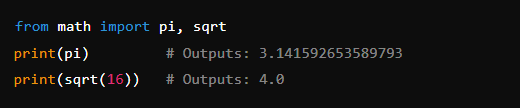 from math import pi, sqrt
print(pi)          # Outputs: 3.141592653589793
print(sqrt(16))   # Outputs: 4.0